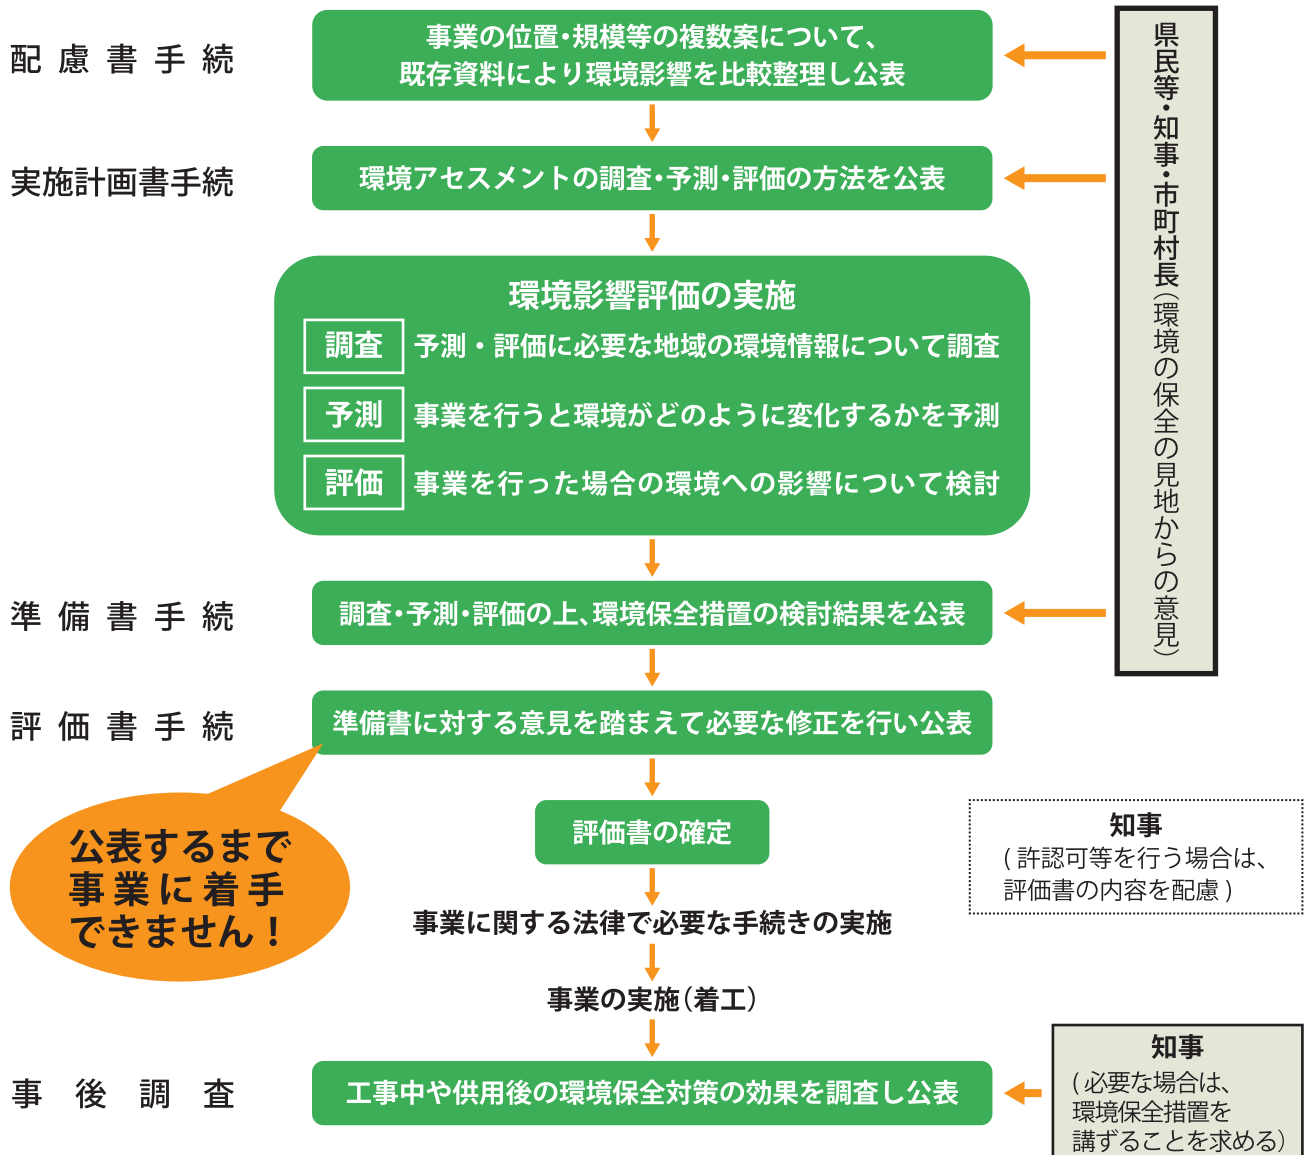 配慮書手続
事業の位置・規模等の複数案について、
既存資料により環境影響を比較整理し公表
実施計画書手続
環境アセスメントの調査・予測・評価の方法を公表
環境影響評価の実施
調査 予測・評価に必要な地域の環境情報について調査
予測 事業を行うと環境がどのように変化するかを予測
評価 事業を行った場合の環境への影響について検討
県民等・知事・市町村長(環境の保全の見地からの意見)
準備書手続
調査・予測・評価の上、環境保全措置の検討結果を公表
評価書手続
準備書に対する意見を踏まえて必要な修正を行い公表
公表するまで
事業に着手
できません！
評価書の確定
知事
(許認可等を行う場合は、
評価書の内容を配慮)
事業に関する法律で必要な手続きの実施
事業の実施(着工)
事後調査
工事中や供用後の環境保全対策の効果を調査し公表
知事
(必要な場合は、
環境保全措置を
講ずることを求める)